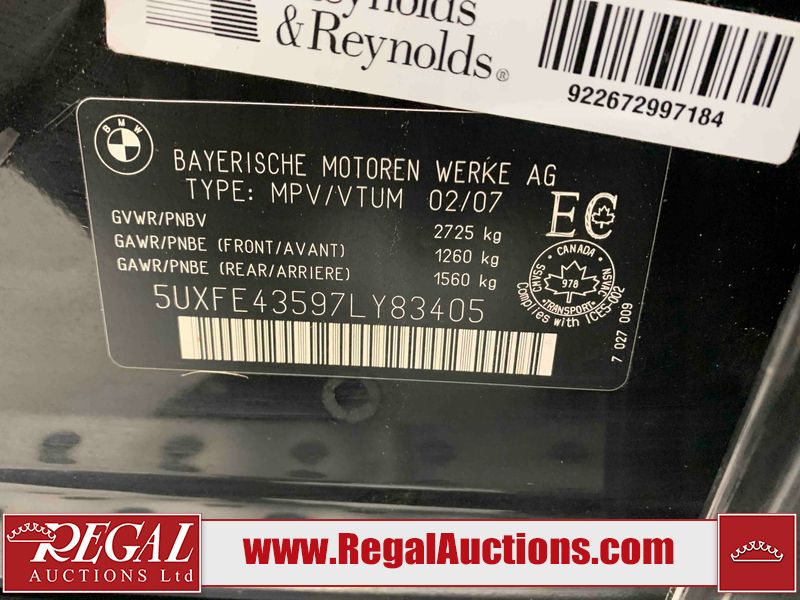 Reynolds
& Reynolds®
922672997184
BMW
BAYERISCHE MOTOREN WERKE AG
TYPE: MPV/VTUM 02/07
EC
GVWR/PNBV 2725 kg
GAWR/PNBE (FRONT/AVANT) 1260 kg
GAWR/PNBE (REAR/ARRIERE) 1560 kg
CANADA
CMVSS
978
NSVAC
TRANSPORT
Complies with ICES-002
5UXFE43597LY83405
7 027 009
REGAL
AUCTIONS Ltd
www.RegalAuctions.com